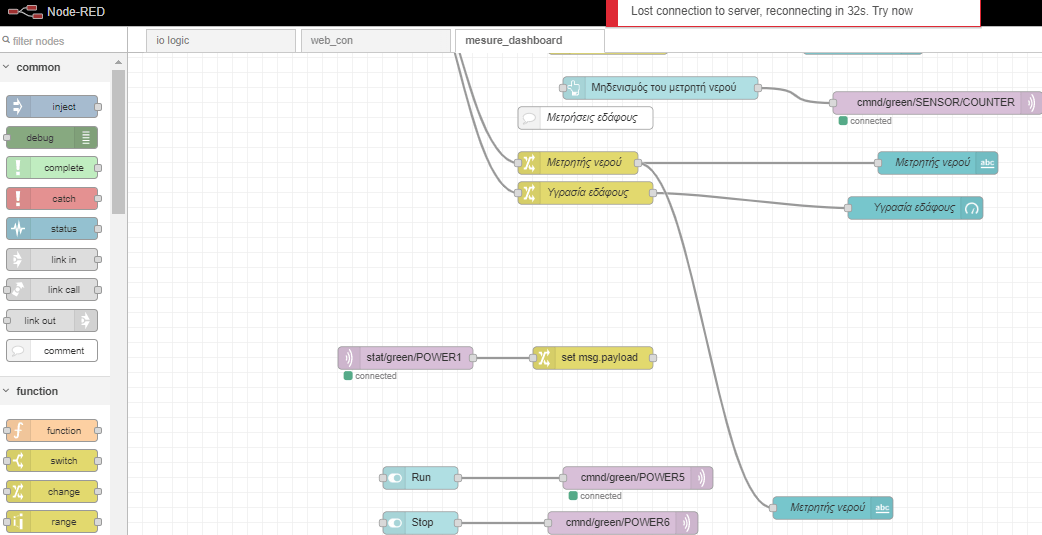 Node-RED
Lost connection to server, reconnecting in 32s. Try now
filter nodes
io logic
web_con
mesure_dashboard
common
inject
debug
complete
catch
status
link in
link call
link out
comment
function
function
switch
change
range
Μηδενισμός του μετρητή νερού
cmnd/green/SENSOR/COUNTER
connected
Μετρήσεις εδάφους
Μετρητής νερού
Μετρητής νερού
abc
Υγρασία εδάφους
Υγρασία εδάφους
stat/green/POWER1
set msg.payload
connected
Run
cmnd/green/POWER5
connected
Μετρητής νερού
abc
Stop
cmnd/green/POWER6